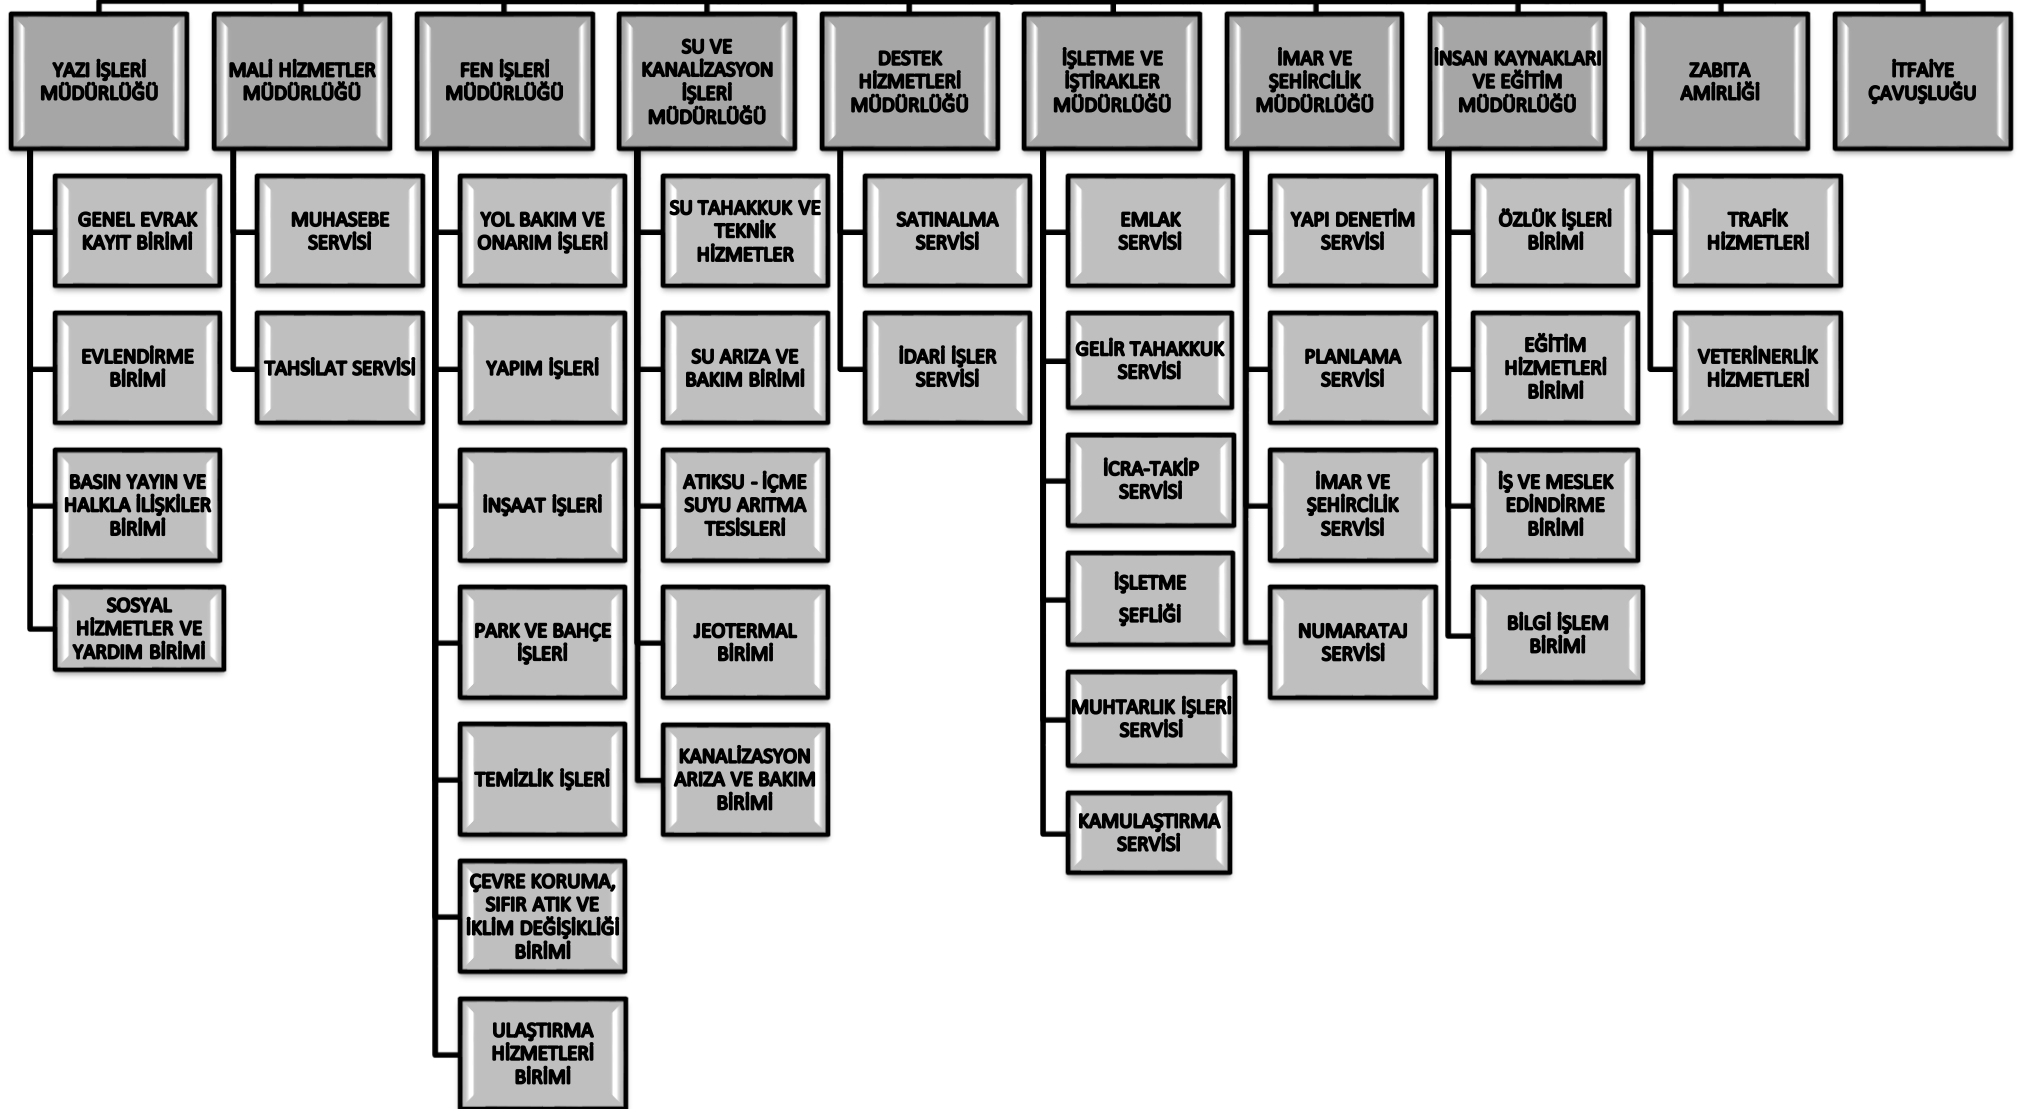 YAZI İŞLERİ
MÜDÜRLÜĞÜ
GENEL EVRAK
KAYIT BİRİMİ
EVLENDİRME
BİRİMİ
BASIN YAYIN VE
HALKLA İLİŞKİLER
BİRİMİ
SOSYAL
HİZMETLER VE
YARDIM BİRİMİ
MALİ HİZMETLER
MÜDÜRLÜĞÜ
MUHASEBE
SERVİSİ
TAHSİLAT SERVİSİ
FEN İŞLERİ
MÜDÜRLÜĞÜ
YOL BAKIM VE
ONARIM İŞLERİ
YAPIM İŞLERİ
İNŞAAT İŞLERİ
PARK VE BAHÇE
İŞLERİ
TEMİZLİK İŞLERİ
ÇEVRE KORUMA,
SIFIR ATIK VE
İKLİM DEĞİŞİKLİĞİ
BİRİMİ
ULAŞTIRMA
HİZMETLERİ
BİRİMİ
SU VE
KANALİZASYON
İŞLERİ
MÜDÜRLÜĞÜ
SU TAHAKKUK VE
TEKNİK
HİZMETLER
SU ARIZA VE
BAKIM BİRİMİ
ATIKSU - İÇME
SUYU ARITMA
TESİSLERİ
JEOTERMAL
BİRİMİ
KANALİZASYON
ARIZA VE BAKIM
BİRİMİ
DESTEK
HİZMETLERİ
MÜDÜRLÜĞÜ
SATINALMA
SERVİSİ
İDARİ İŞLER
SERVİSİ
İŞLETME VE
İŞTİRAKLER
MÜDÜRLÜĞÜ
EMLAK
SERVİSİ
GELİR TAHAKKUK
SERVİSİ
İCRA-TAKİP
SERVİSİ
İŞLETME
ŞEFLİĞİ
MUHTARLIK İŞLERİ
SERVİSİ
KAMULAŞTIRMA
SERVİSİ
İMAR VE
ŞEHİRCİLİK
MÜDÜRLÜĞÜ
YAPI DENETİM
SERVİSİ
PLANLAMA
SERVİSİ
İMAR VE
ŞEHİRCİLİK
SERVİSİ
NUMARATAJ
SERVİSİ
İNSAN KAYNAKLARI
VE EĞİTİM
MÜDÜRLÜĞÜ
ÖZLÜK İŞLERİ
BİRİMİ
EĞİTİM
HİZMETLERİ
BİRİMİ
İŞ VE MESLEK
EDİNDİRME
BİRİMİ
BİLGİ İŞLEM
BİRİMİ
ZABITA
AMİRLİĞİ
TRAFİK
HİZMETLERİ
VETERİNERLİK
HİZMETLERİ
İTFAİYE
ÇAVUŞLUĞU